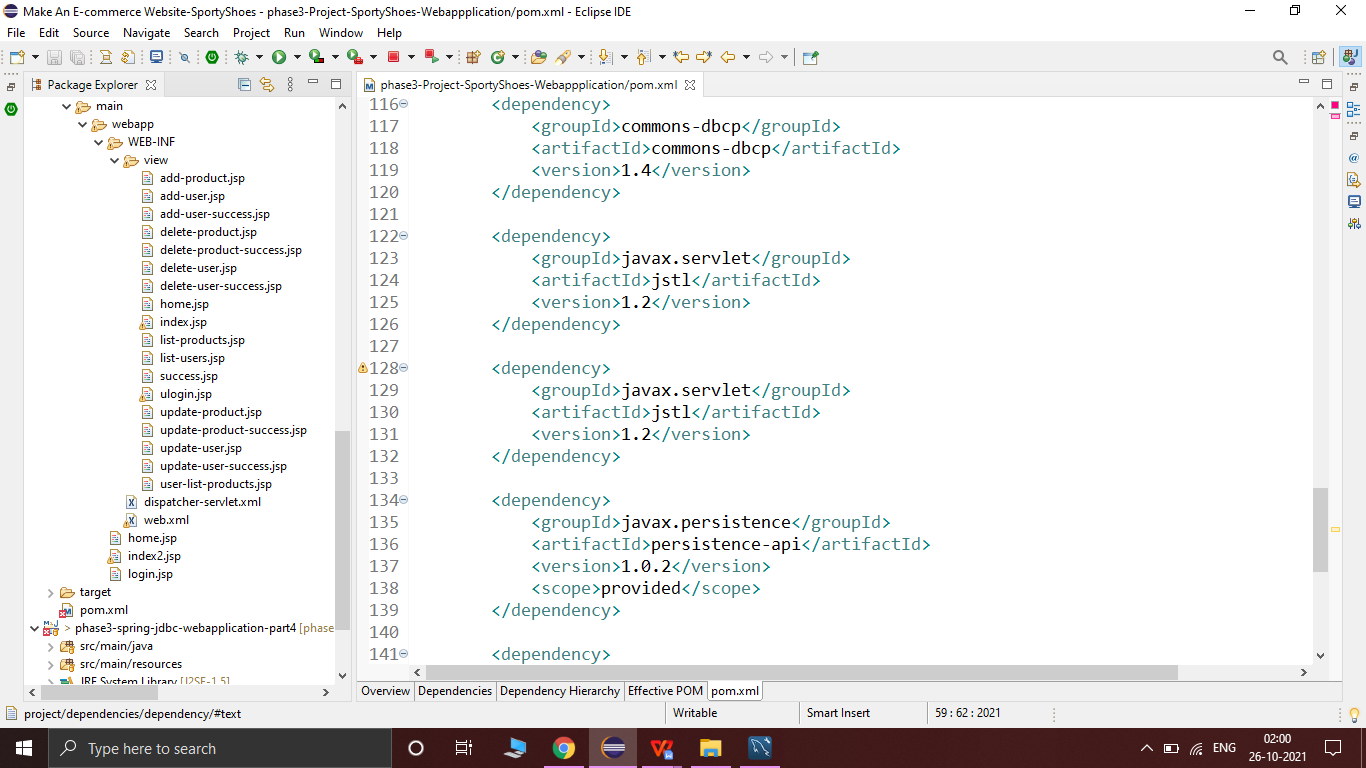 Make An E-commerce Website-SportyShoes - phase3-Project-SportyShoes-Webappplication/pom.xml - Eclipse IDE
File Edit Source Navigate Search Project Run Window Help
Package Explorer
main
webapp
WEB-INF
view
add-product.jsp
add-user.jsp
add-user-success.jsp
delete-product.jsp
delete-product-success.jsp
delete-user.jsp
delete-user-success.jsp
home.jsp
index.jsp
list-products.jsp
list-users.jsp
success.jsp
ulogin.jsp
update-product.jsp
update-product-success.jsp
update-user.jsp
update-user-success.jsp
user-list-products.jsp
dispatcher-servlet.xml
web.xml
home.jsp
index2.jsp
login.jsp
target
pom.xml
> phase3-spring-jdbc-webapplication-part4 [phase
src/main/java
src/main/resources
JRE System Library [J2SE-1.5]
phase3-Project-SportyShoes-Webappplication/pom.xml
116 <dependency>
117 <groupId>commons-dbcp</groupId>
118 <artifactId>commons-dbcp</artifactId>
119 <version>1.4</version>
120 </dependency>
121
122 <dependency>
123 <groupId>javax.servlet</groupId>
124 <artifactId>jstl</artifactId>
125 <version>1.2</version>
126 </dependency>
127
128 <dependency>
129 <groupId>javax.servlet</groupId>
130 <artifactId>jstl</artifactId>
131 <version>1.2</version>
132 </dependency>
133
134 <dependency>
135 <groupId>javax.persistence</groupId>
136 <artifactId>persistence-api</artifactId>
137 <version>1.0.2</version>
138 <scope>provided</scope>
139 </dependency>
140
141 <dependency>
Overview Dependencies Dependency Hierarchy Effective POM pom.xml
project/dependencies/dependency/#text Writable Smart Insert 59 : 62 : 2021
Type here to search
ENG
02:00
26-10-2021